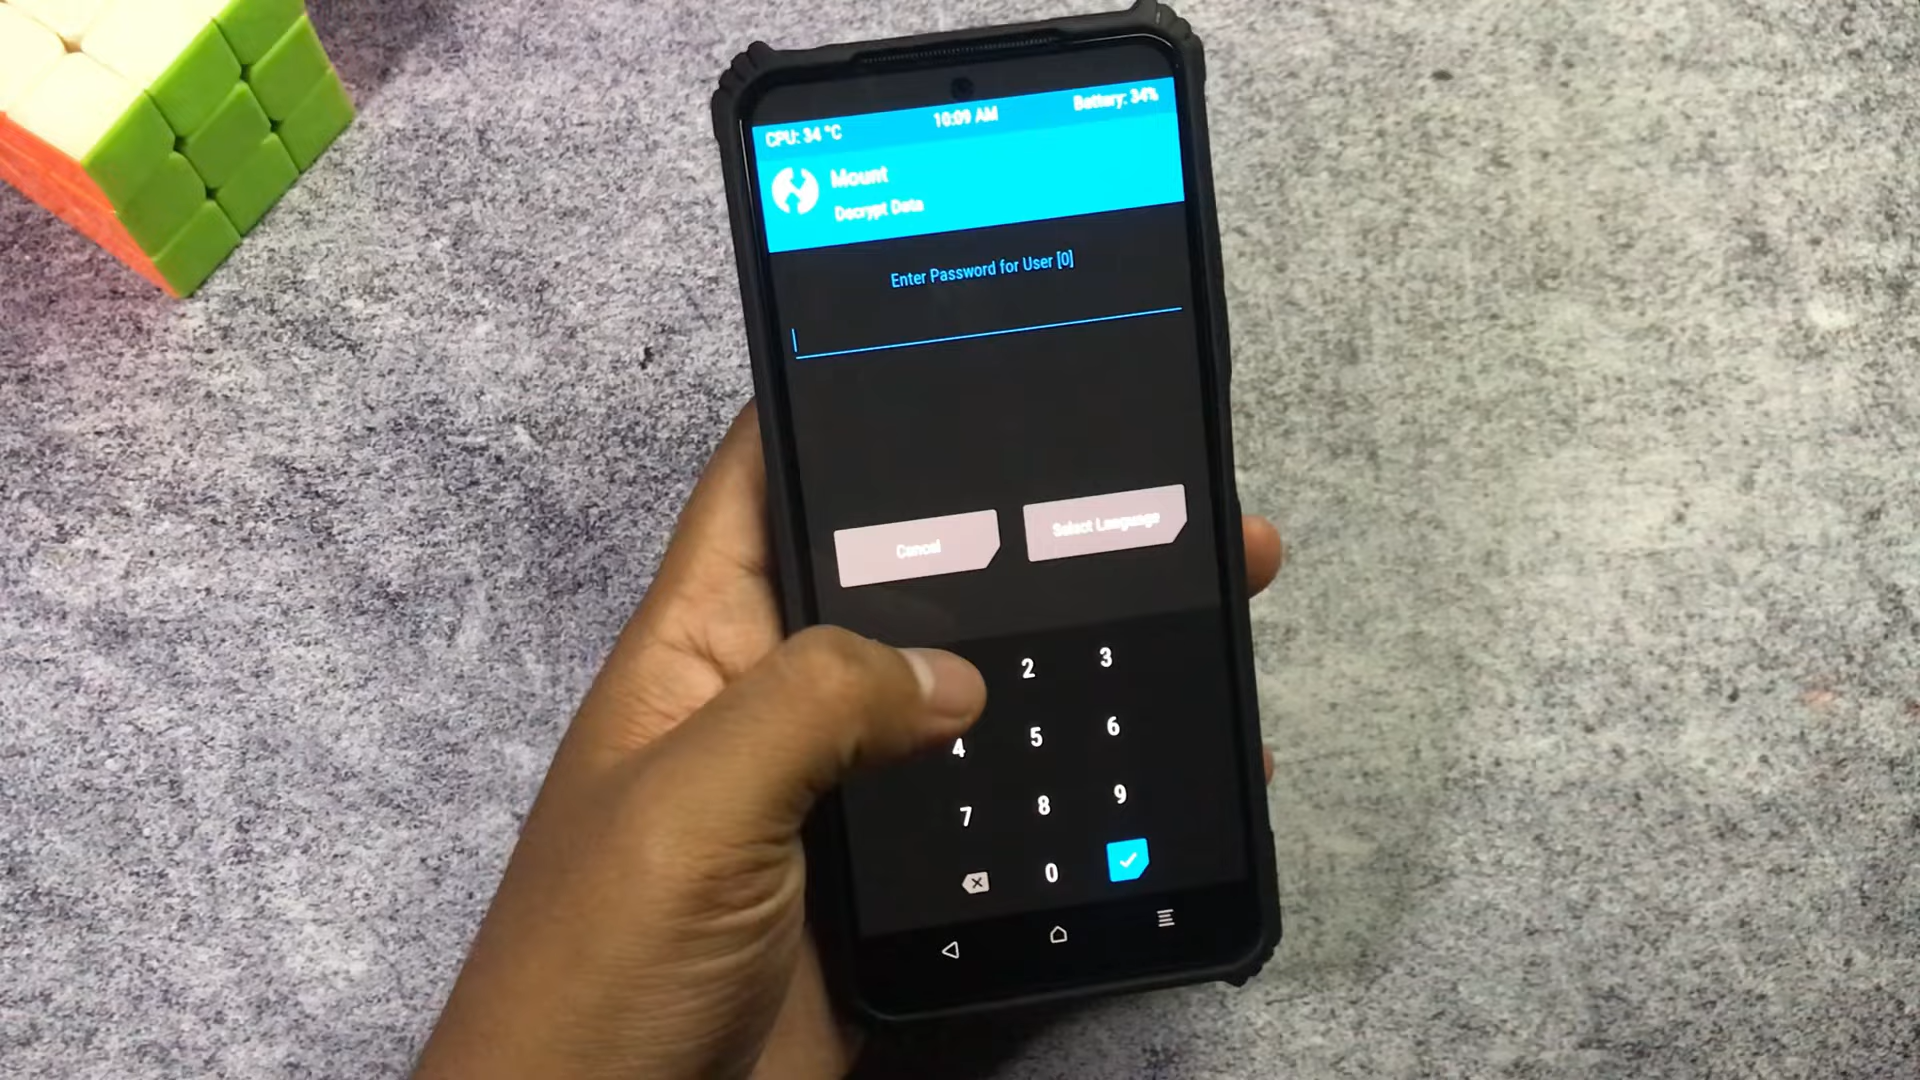 CPU: 34 °C 10:09 AM Battery: 34%
Mount
Decrypt Data
Enter Password for User [0]
Cancel Select Language
2 3
4 5 6
7 8 9
0